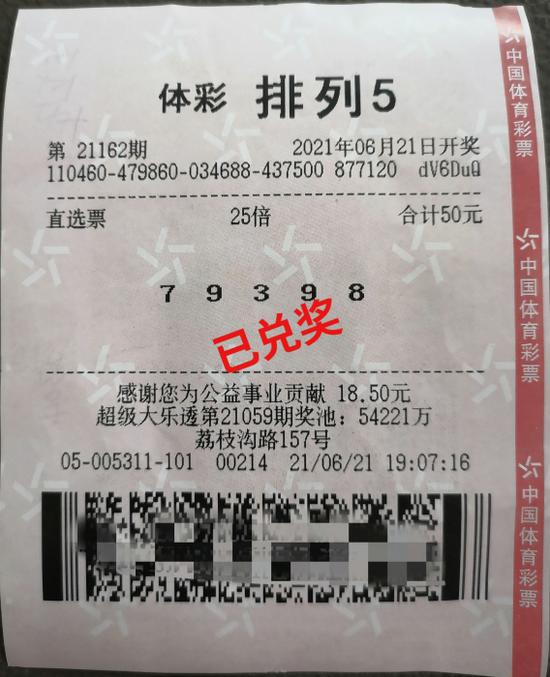 体彩 排列5
第 21162期 2021年06月21日开奖
110460-479860-034688-437500 877120 dV6DuQ
直选票 25倍 合计50元
7 9 3 9 8
已兑奖
感谢您为公益事业贡献 18.50元
超级大乐透第21059期奖池：54221万
荔枝沟路157号
05-005311-101 00214 21/06/21 19:07:16
中国体育彩票
中国体育彩票
中国体育彩票